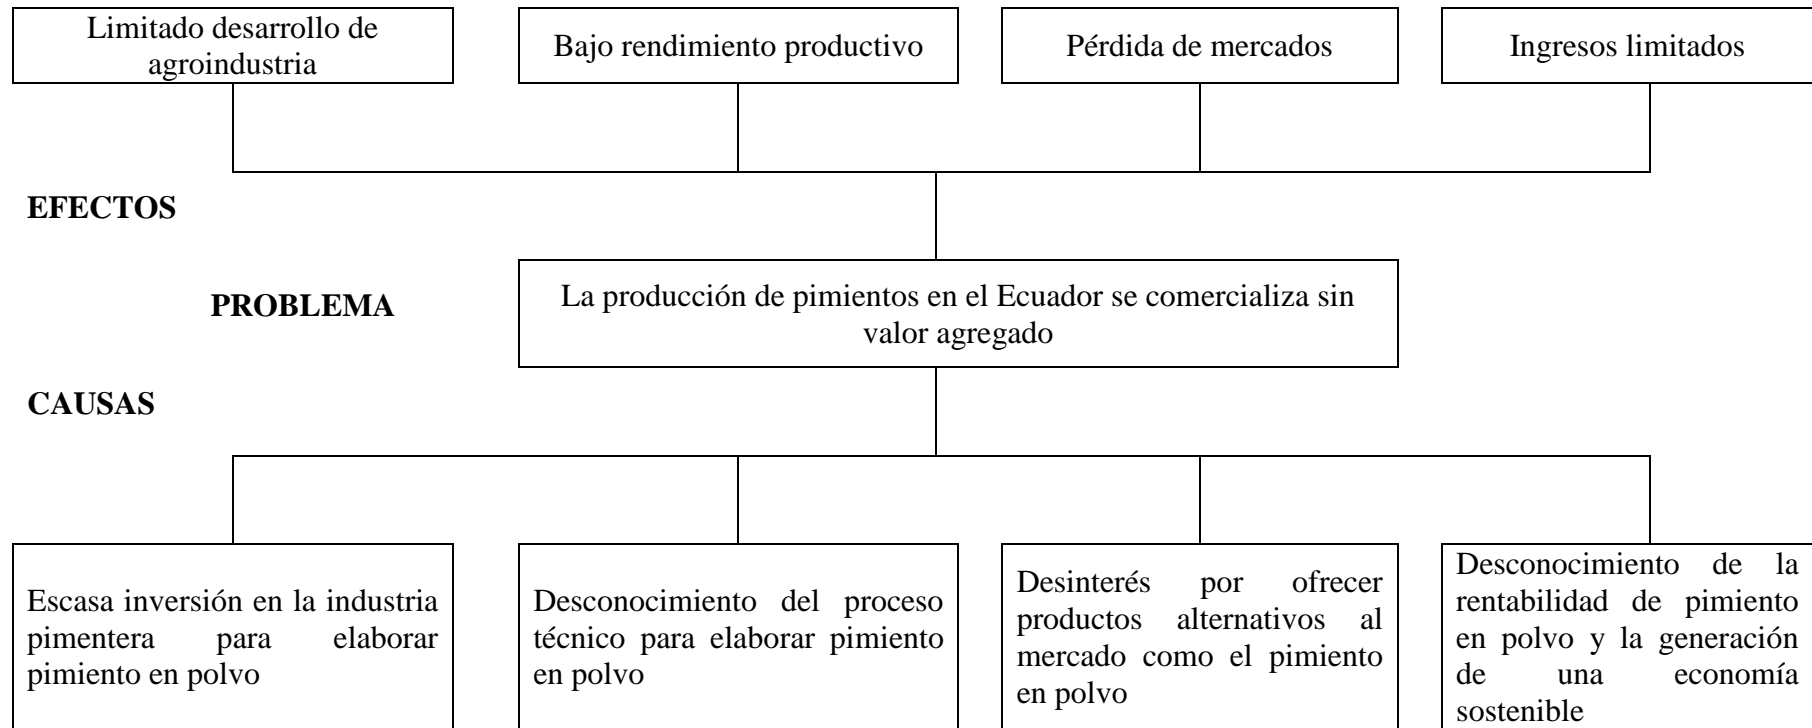 Limitado desarrollo de
agroindustria
Bajo rendimiento productivo
Pérdida de mercados
Ingresos limitados
EFECTOS
PROBLEMA
La producción de pimientos en el Ecuador se comercializa sin
valor agregado
CAUSAS
Escasa inversión en la industria
pimentera para elaborar
pimiento en polvo
Desconocimiento del proceso
técnico para elaborar pimiento
en polvo
Desinterés por ofrecer
productos alternativos al
mercado como el pimiento
en polvo
Desconocimiento de la
rentabilidad de pimiento
en polvo y la generación
de una economía
sostenible